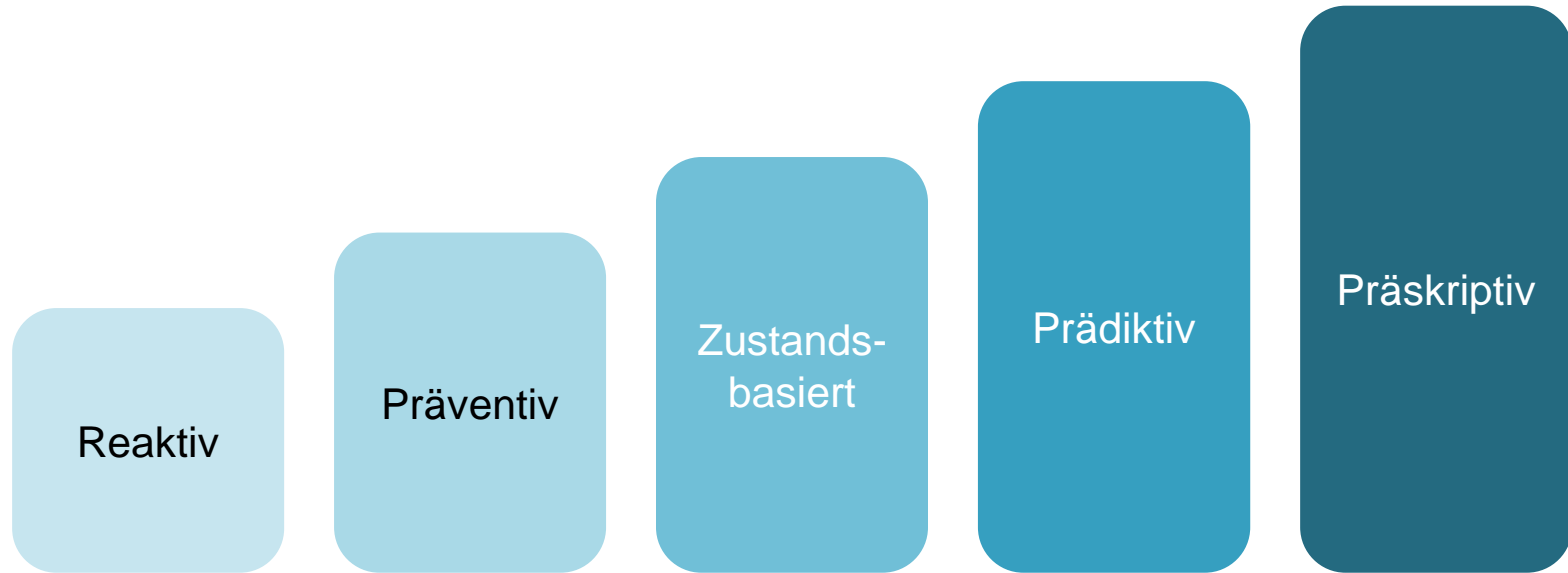 Reaktiv
Präventiv
Zustands-
basiert
Prädiktiv
Präskriptiv